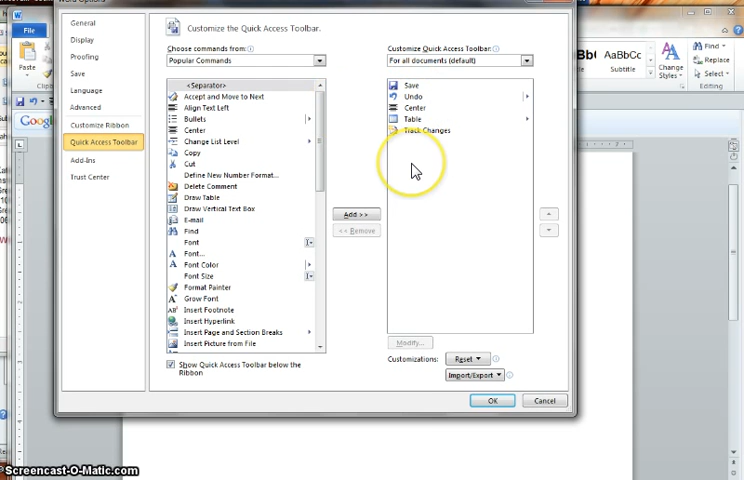 Word Options
File
General
Display
Proofing
Save
Language
Advanced
Customize Ribbon
Quick Access Toolbar
Add-Ins
Trust Center
Customize the Quick Access Toolbar.
Choose commands from:
Popular Commands
<Separator>
Accept and Move to Next
Align Text Left
Bullets
Center
Change List Level
Copy
Cut
Define New Number Format...
Delete Comment
Draw Table
Draw Vertical Text Box
E-mail
Find
Font
Font...
Font Color
Font Size
Format Painter
Grow Font
Insert Footnote
Insert Hyperlink
Insert Page and Section Breaks
Insert Picture from File
Show Quick Access Toolbar below the
Ribbon
Add >>
<< Remove
Customize Quick Access Toolbar:
For all documents (default)
Save
Undo
Center
Table
Track Changes
Modify...
Customizations:
Reset
Import/Export
OK
Cancel
Paste
AaBbCc
Subtitle
Change
Styles
Find
Replace
Select
Editing
Screencast-O-Matic.com